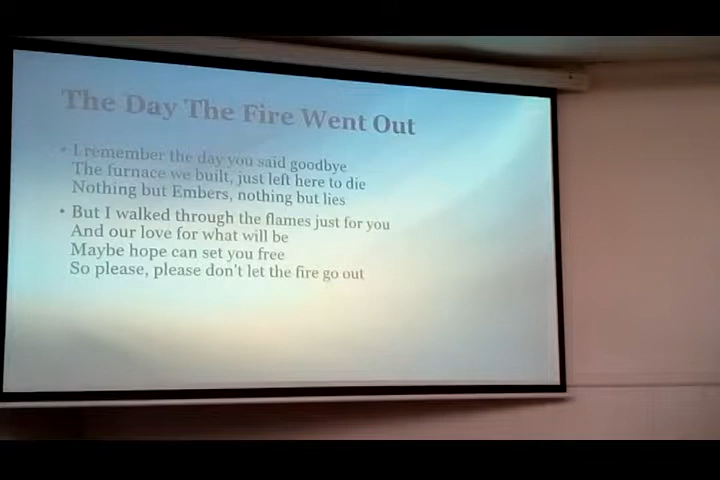 The Day The Fire Went Out
• I remember the day you said goodbye
The furnace we built, just left here to die
Nothing but Embers, nothing but lies
• But I walked through the flames just for you
And our love for what will be
Maybe hope can set you free
So please, please don't let the fire go out